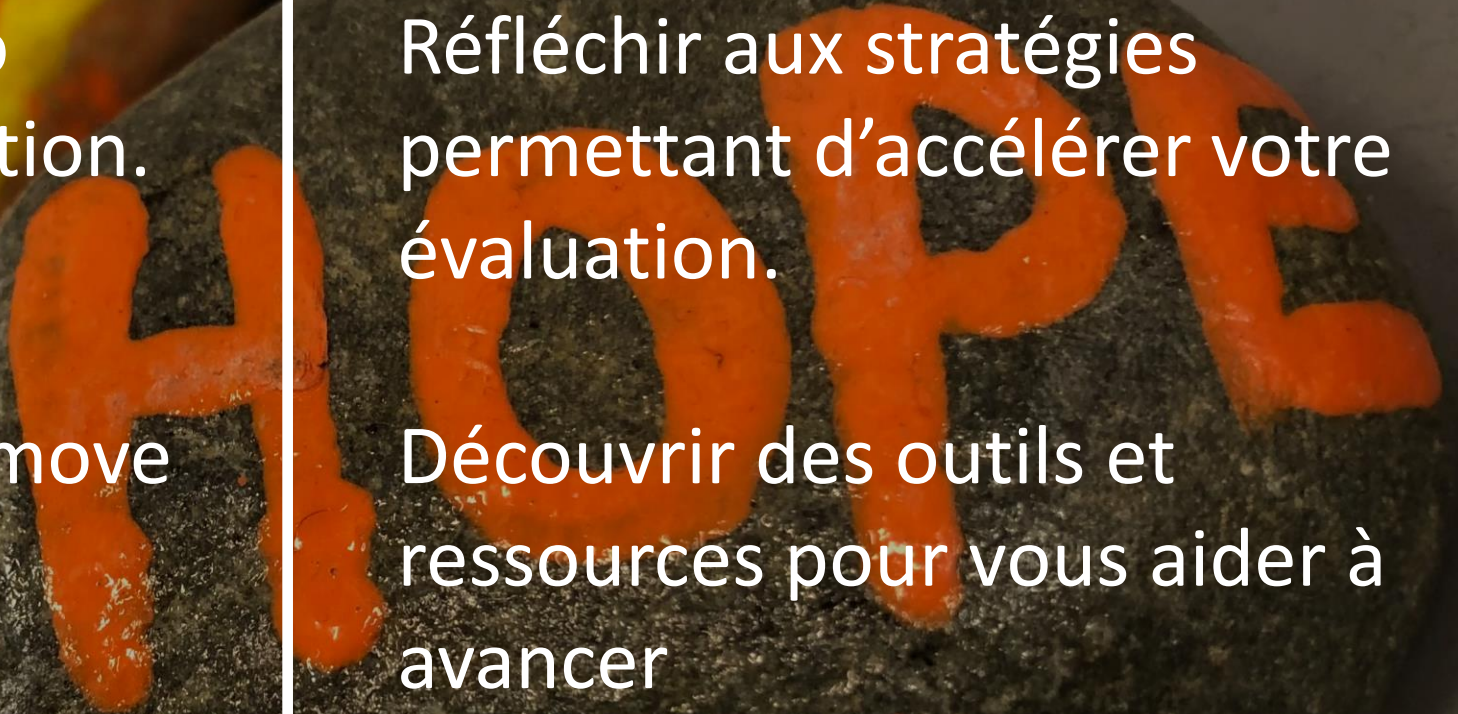 tion.
move
Réfléchir aux stratégies
permettant d’accélérer votre
évaluation.
Découvrir des outils et
ressources pour vous aider à
avancer
HOPE